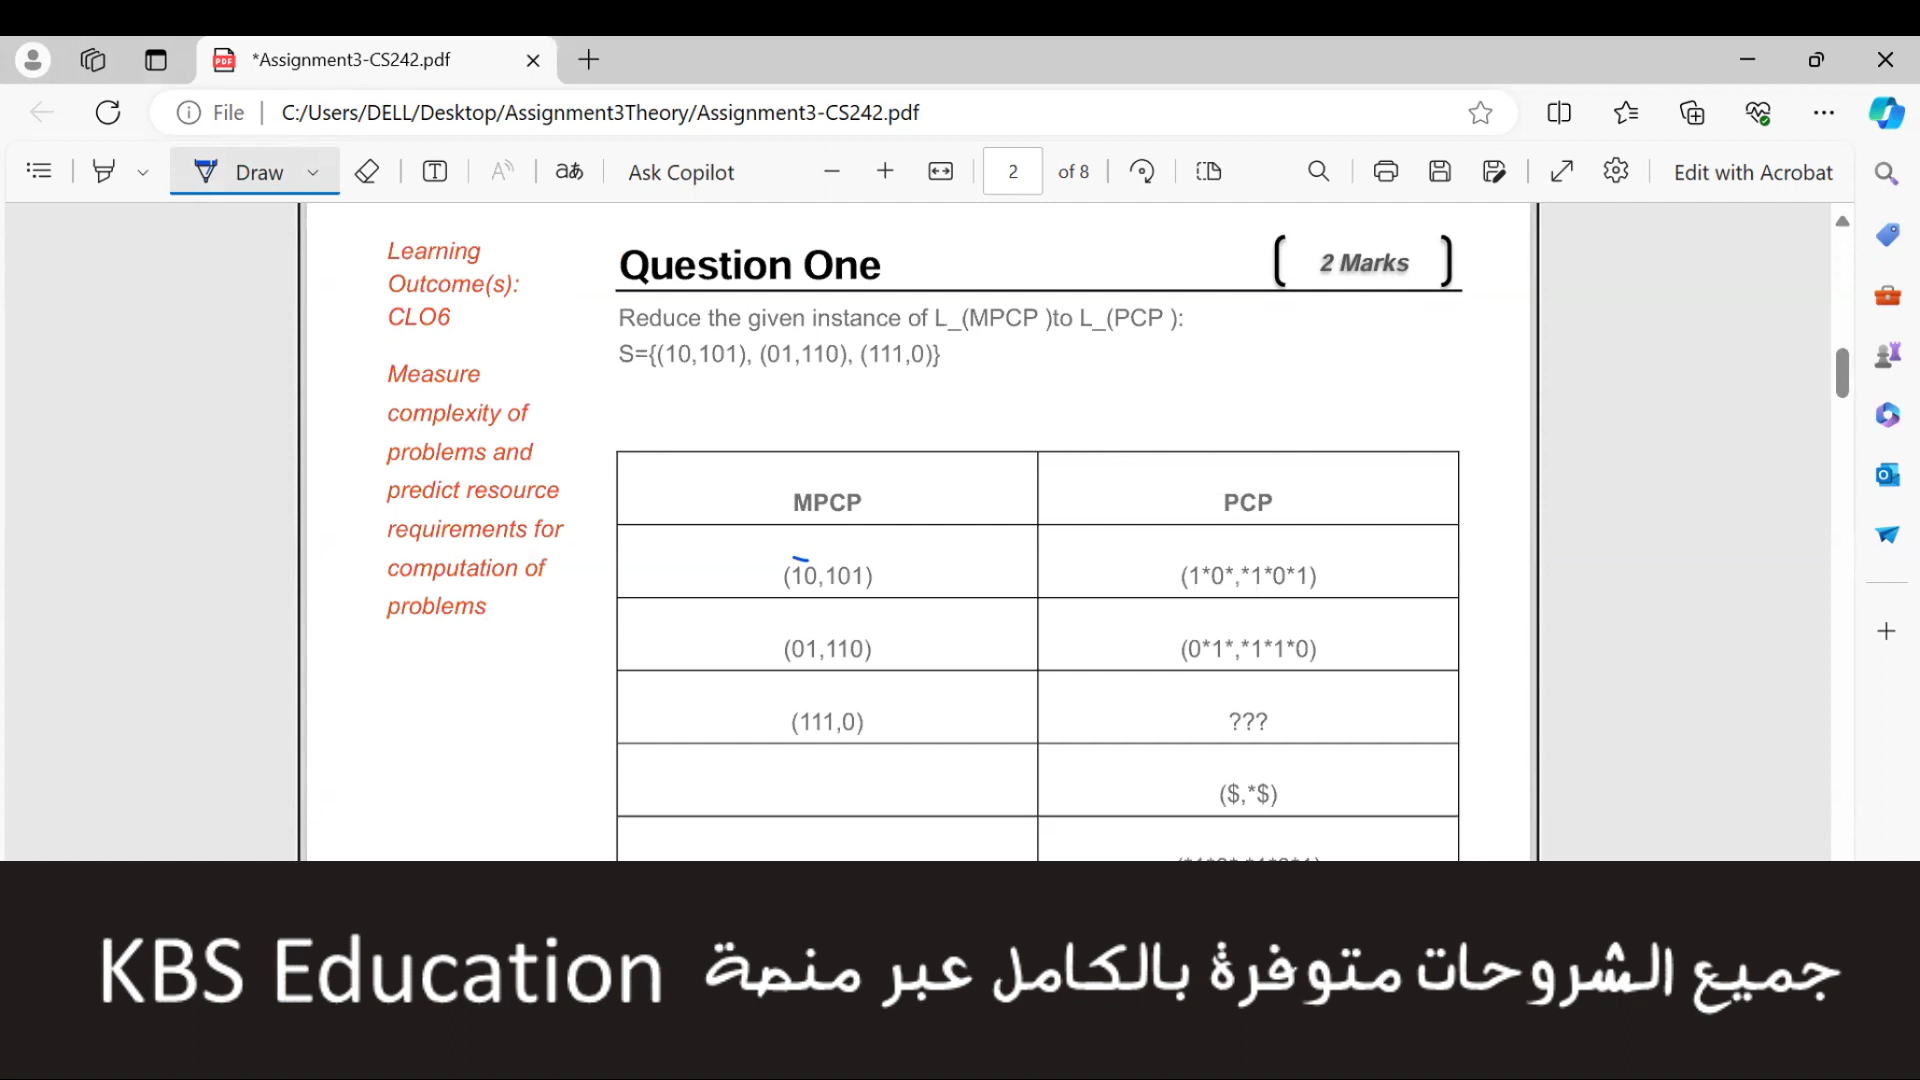 *Assignment3-CS242.pdf
File
C:/Users/DELL/Desktop/Assignment3Theory/Assignment3-CS242.pdf
Draw
Ask Copilot
2 of 8
Edit with Acrobat
Learning
Outcome(s):
CLO6
Measure
complexity of
problems and
predict resource
requirements for
computation of
problems
Question One
2 Marks
Reduce the given instance of L_(MPCP )to L_(PCP ):
S={(10,101), (01,110), (111,0)}
MPCP PCP
(10,101) (1*0*,*1*0*1)
(01,110) (0*1*,*1*1*0)
(111,0) ???
($,*$)
جميع الشروحات متوفرة بالكامل عبر منصة KBS Education